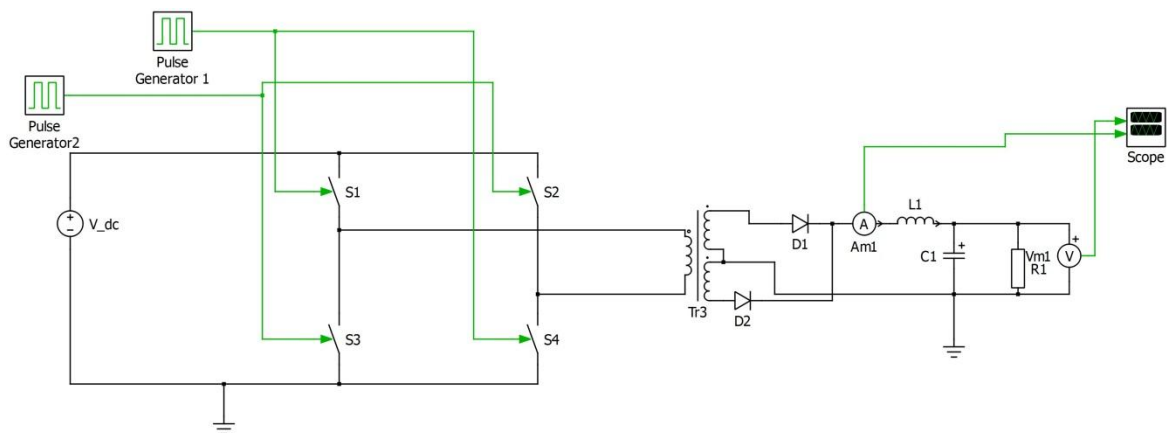 Pulse
Generator 1
Pulse
Generator2
Scope
S1
S2
V_dc
+
−
L1
A
Am1
D1
C1
+
Vm1
R1
+
V
Tr3
D2
S3
S4